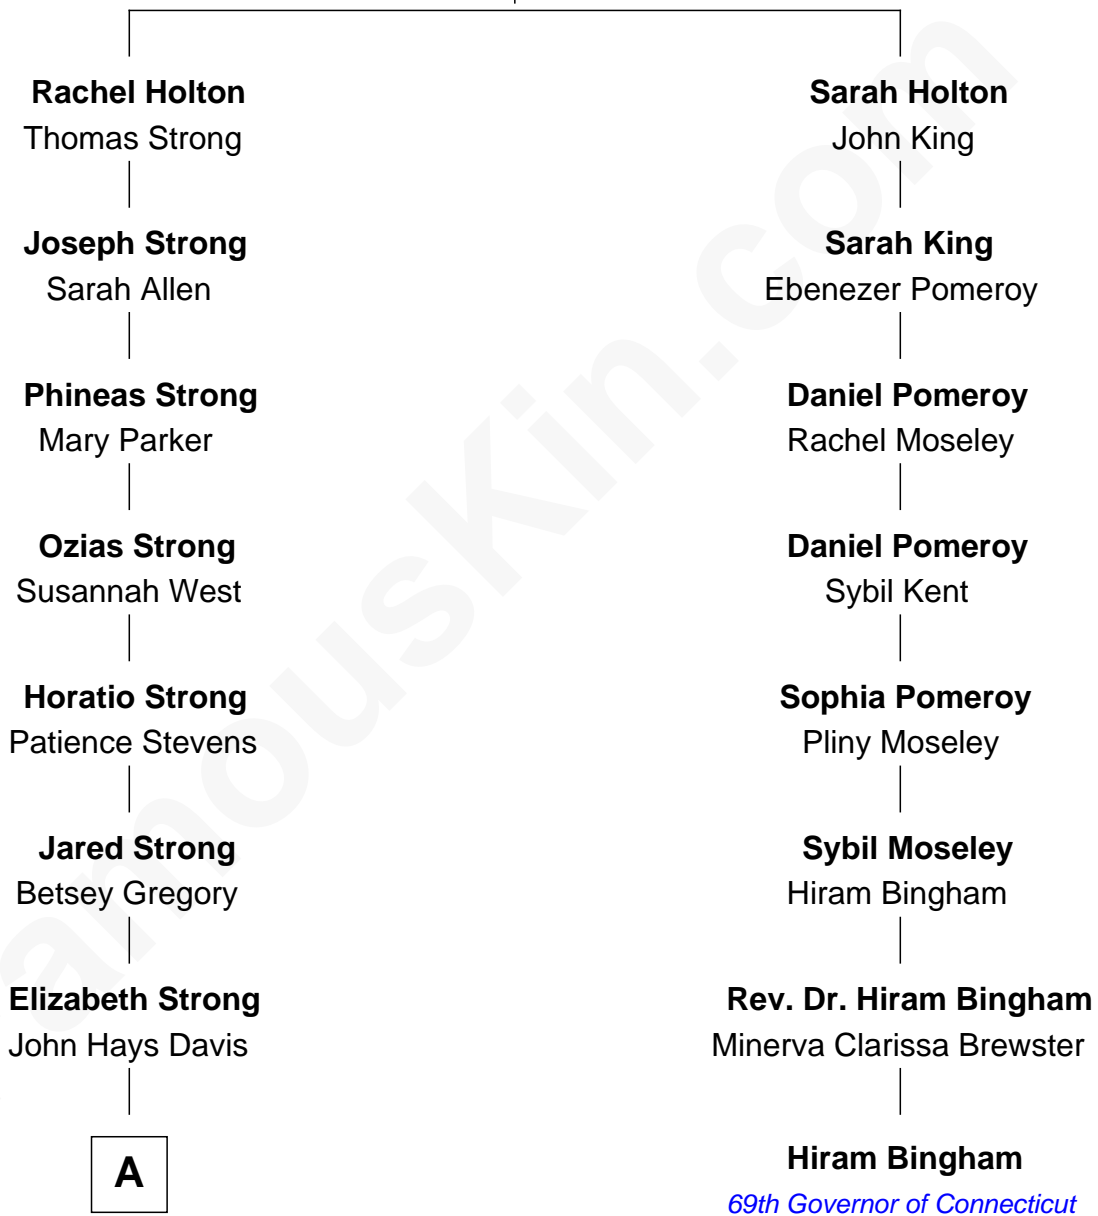 Rachel Holton
Thomas Strong
Sarah Holton
John King
Joseph Strong
Sarah Allen
Sarah King
Ebenezer Pomeroy
Phineas Strong
Mary Parker
Daniel Pomeroy
Rachel Moseley
Ozias Strong
Susannah West
Daniel Pomeroy
Sybil Kent
Horatio Strong
Patience Stevens
Sophia Pomeroy
Pliny Moseley
Jared Strong
Betsey Gregory
Sybil Moseley
Hiram Bingham
Elizabeth Strong
John Hays Davis
Rev. Dr. Hiram Bingham
Minerva Clarissa Brewster
A
Hiram Bingham
69th Governor of Connecticut
amousKin.com